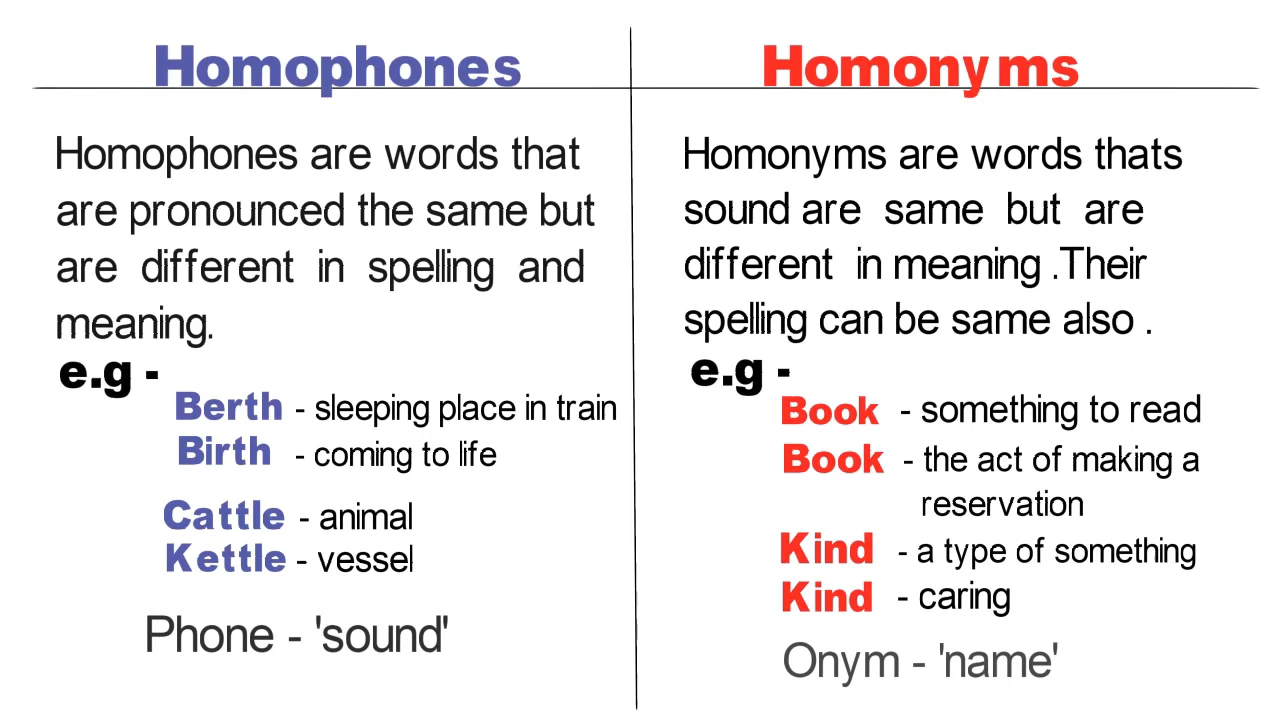 Homophones
Homophones are words that
are pronounced the same but
are different in spelling and
meaning.
e.g -
Berth - sleeping place in train
Birth - coming to life
Cattle - animal
Kettle - vessel
Phone - 'sound'
Homonyms
Homonyms are words thats
sound are same but are
different in meaning .Their
spelling can be same also .
e.g -
Book - something to read
Book - the act of making a
reservation
Kind - a type of something
Kind - caring
Onym - 'name'